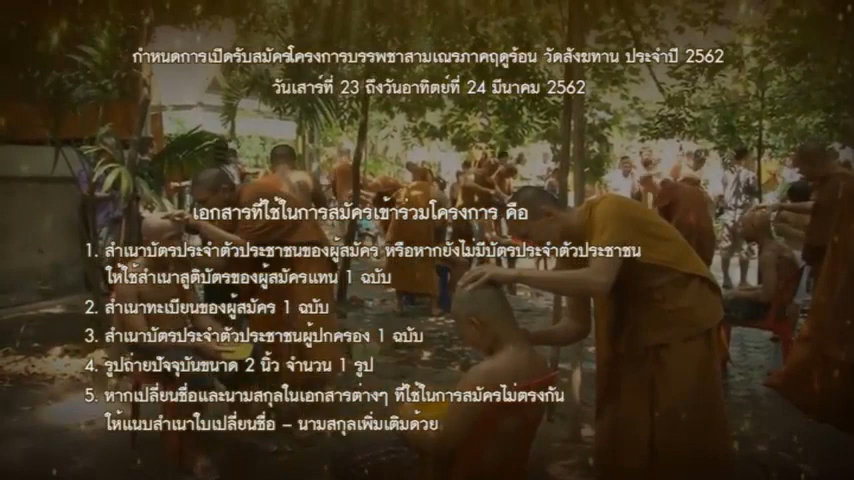 กำหนดการเปิดรับสมัครโครงการบรรพชาสามเณรภาคฤดูร้อน วัดสังฆทาน ประจำปี 2562
วันเสาร์ที่ 23 ถึงวันอาทิตย์ที่ 24 มีนาคม 2562
เอกสารที่ใช้ในการสมัครเข้าร่วมโครงการ คือ
1. สำเนาบัตรประจำตัวประชาชนของผู้สมัคร หรือหากยังไม่มีบัตรประจำตัวประชาชน
ให้ใช้สำเนาสูติบัตรของผู้สมัครแทน 1 ฉบับ
2. สำเนาทะเบียนของผู้สมัคร 1 ฉบับ
3. สำเนาบัตรประจำตัวประชาชนผู้ปกครอง 1 ฉบับ
4. รูปถ่ายปัจจุบันขนาด 2 นิ้ว จำนวน 1 รูป
5. หากเปลี่ยนชื่อและนามสกุลในเอกสารต่างๆ ที่ใช้ในการสมัครไม่ตรงกัน
ให้แนบสำเนาใบเปลี่ยนชื่อ – นามสกุลเพิ่มเติมด้วย